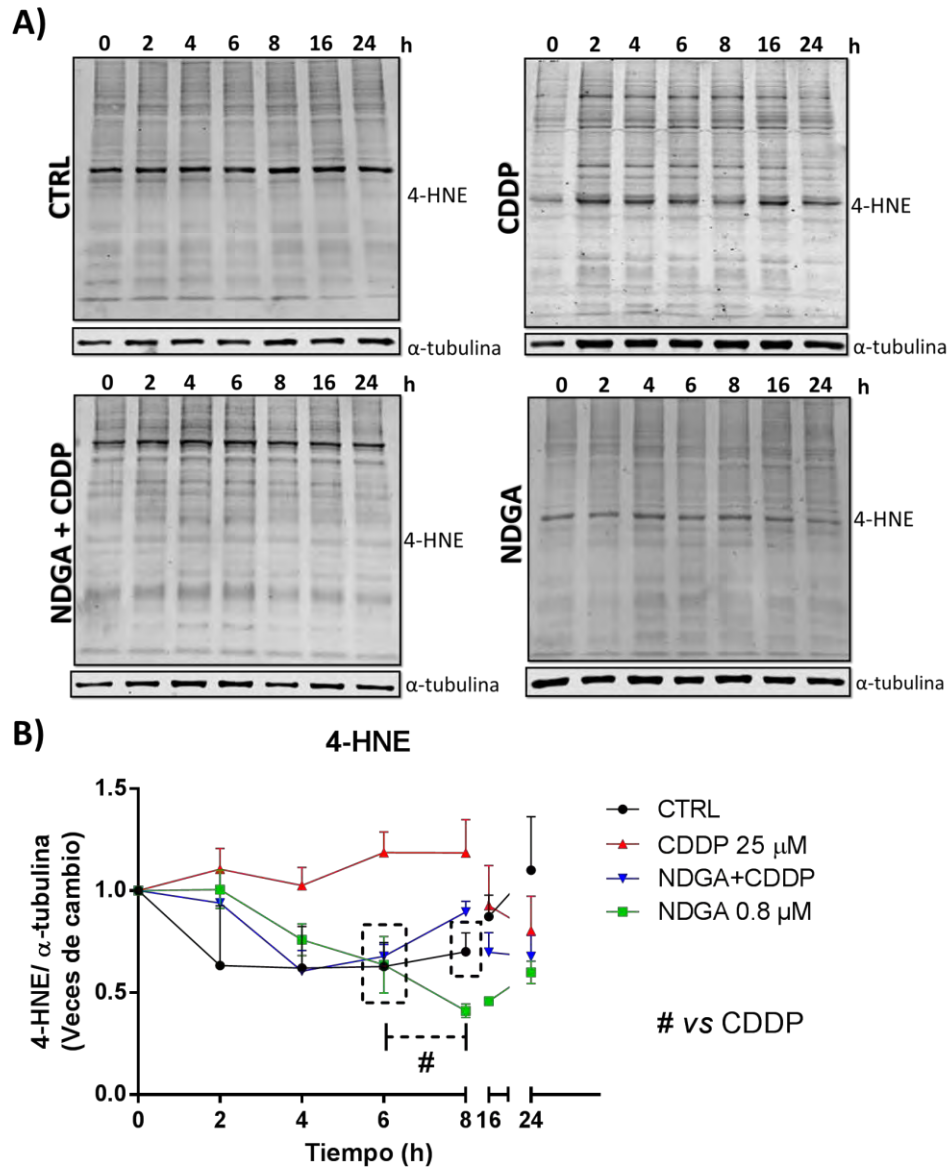 A)
0 2 4 6 8 16 24 h
CTRL
4-HNE
α-tubulina
0 2 4 6 8 16 24 h
CDDP
4-HNE
α-tubulina
0 2 4 6 8 16 24 h
NDGA + CDDP
4-HNE
α-tubulina
0 2 4 6 8 16 24 h
NDGA
4-HNE
α-tubulina
B)
4-HNE
4-HNE/ α-tubulina
(Veces de cambio)
1.5
1.0
0.5
0.0
0 2 4 6 8 16 24
Tiempo (h)
#
CTRL
CDDP 25 µM
NDGA+CDDP
NDGA 0.8 µM
# vs CDDP